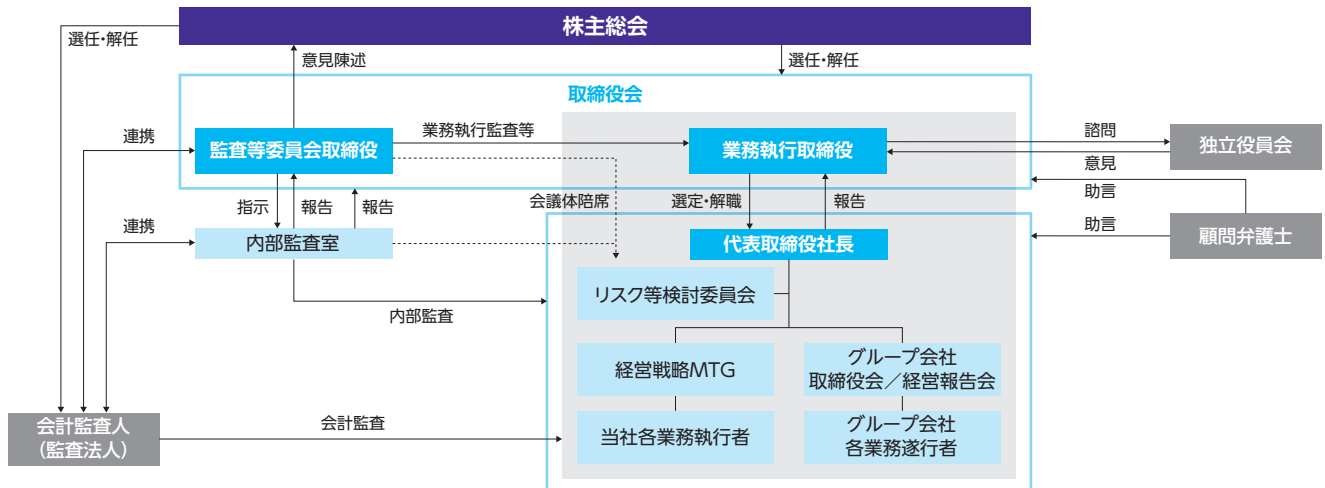 株主総会
選任・解任
意見陳述
選任・解任
取締役会
連携
監査等委員会取締役
業務執行監査等
業務執行取締役
諮問
意見
独立役員会
指示
報告
報告
会議体陪席
選定・解職
報告
助言
連携
内部監査室
代表取締役社長
助言
顧問弁護士
リスク等検討委員会
内部監査
経営戦略MTG
グループ会社
取締役会／経営報告会
会計監査人
（監査法人）
会計監査
当社各業務執行者
グループ会社
各業務遂行者